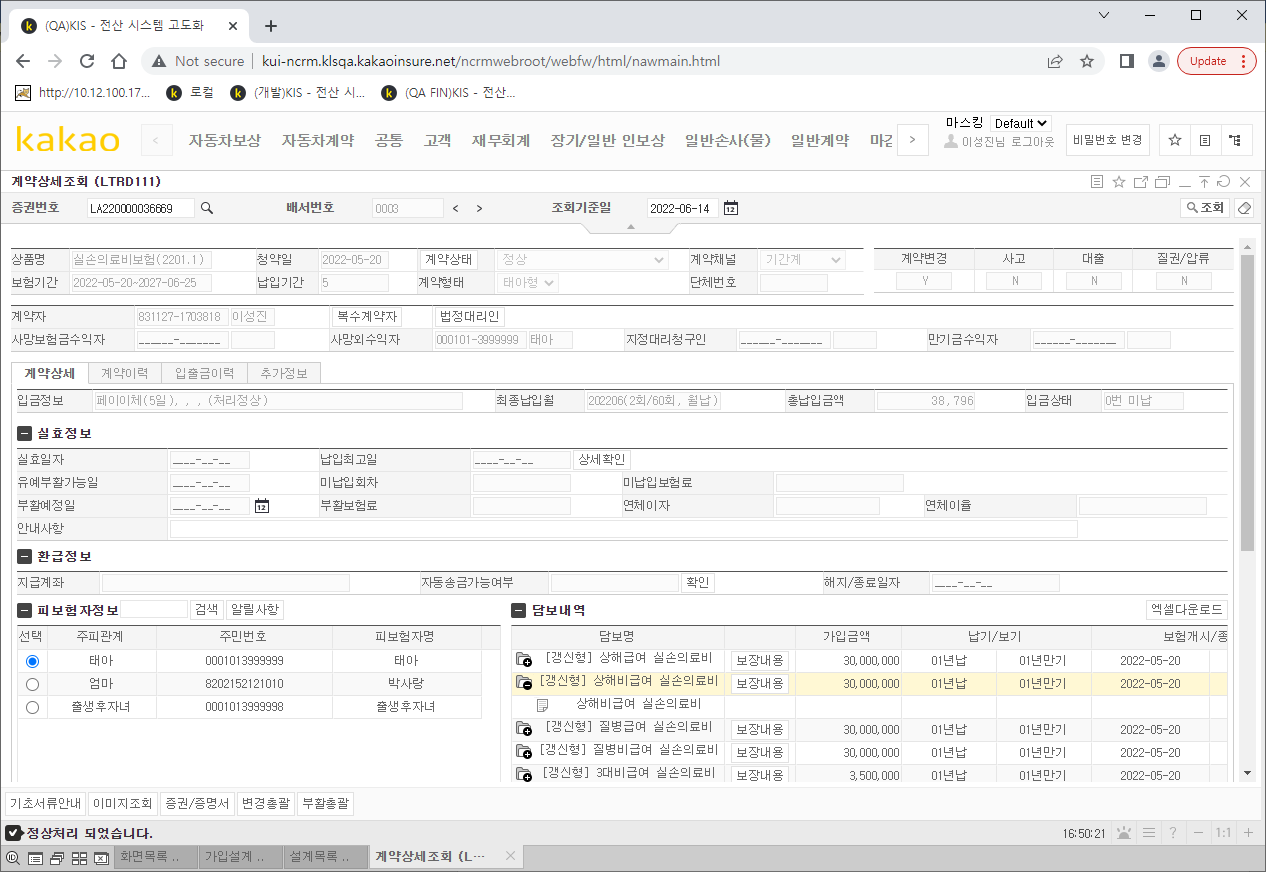 (QA)KIS - 전산 시스템 고도화
Not secure | kui-ncrm.klsqa.kakaoinsure.net/ncrmwebroot/webfw/html/nawmain.html Update
http://10.12.100.17... 로컬 (개발)KIS - 전산 시... (QA FIN)KIS - 전산...
마스킹 Default
kakao < 자동차보상 자동차계약 공통 고객 재무회계 장기/일반 인보상 일반손사(물) 일반계약 마감 > 이성진님 로그아웃 비밀번호 변경
계약상세조회 (LTRD111)
증권번호 LA220000036669 배서번호 0003 < > 조회기준일 2022-06-14 12 조회
상품명 실손의료비보험(2201.1) 청약일 2022-05-20 계약상태 정상 계약채널 기간계 계약변경 사고 대출 질권/압류
보험기간 2022-05-20~2027-06-25 납입기간 5 계약형태 태아형 단체번호 Y N N N
계약자 831127-1703818 이성진 복수계약자 법정대리인
사망보험금수익자 ______-_______ 사망외수익자 000101-3999999 태아 지정대리청구인 ______-_______ 만기금수익자 ______-_______
계약상세 계약이력 입출금이력 추가정보
입금정보 페이이체(5일), , , (처리정상) 최종납입월 202206(2회/60회, 월납) 총납입금액 38,796 입금상태 0번 미납
실효정보
실효일자 ____-__-__ 납입최고일 ____-__-__ 상세확인
유예부활가능일 ____-__-__ 미납입회차 미납입보험료
부활예정일 ____-__-__ 12 부활보험료 연체이자 연체이율
안내사항
환급정보
지급계좌 자동송금가능여부 확인 해지/종료일자 ____-__-__
피보험자정보 검색 알림사항
선택 주피관계 주민번호 피보험자명
태아 0001013999999 태아
엄마 8202152121010 박사랑
출생후자녀 0001013999998 출생후자녀
담보내역 엑셀다운로드
담보명 가입금액 납기/보기 보험개시/종
[갱신형] 상해급여 실손의료비 보장내용 30,000,000 01년납 01년만기 2022-05-20
[갱신형] 상해비급여 실손의료비 보장내용 30,000,000 01년납 01년만기 2022-05-20
상해비급여 실손의료비
[갱신형] 질병급여 실손의료비 보장내용 30,000,000 01년납 01년만기 2022-05-20
[갱신형] 질병비급여 실손의료비 보장내용 30,000,000 01년납 01년만기 2022-05-20
[갱신형] 3대비급여 실손의료비 보장내용 3,500,000 01년납 01년만기 2022-05-20
기초서류안내 이미지조회 증권/증명서 변경총괄 부활총괄
정상처리 되었습니다. 16:50:21 ? − 1:1 +
화면목록 .. 가입설계 .. 설계목록 .. 계약상세조회 (L···